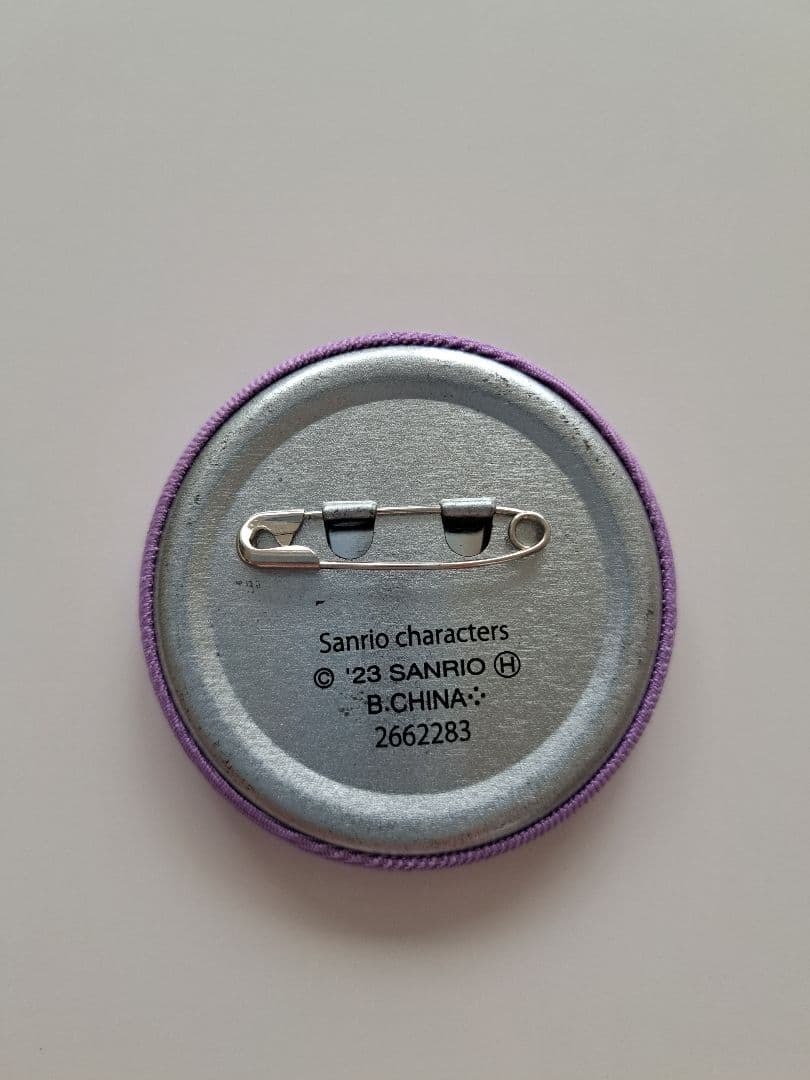 Sanrio characters
© '23 SANRIO Ⓗ
B.CHINA
2662283